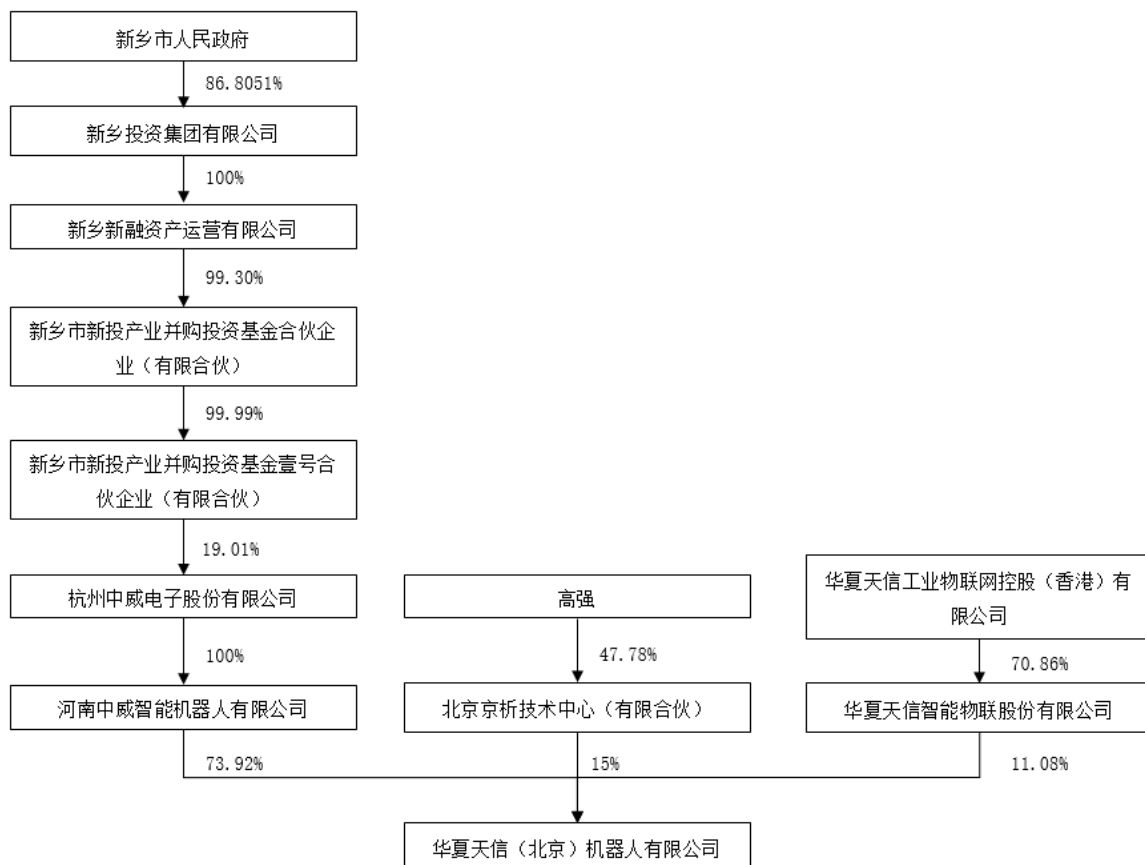 新乡市人民政府
86.8051%
新乡投资集团有限公司
100%
新乡新融资产运营有限公司
99.30%
新乡市新投产业并购投资基金合伙企
业（有限合伙）
99.99%
新乡市新投产业并购投资基金壹号合
伙企业（有限合伙）
19.01%
杭州中威电子股份有限公司
高强
华夏天信工业物联网控股（香港）有
限公司
100%
47.78%
70.86%
河南中威智能机器人有限公司
北京京析技术中心（有限合伙）
华夏天信智能物联股份有限公司
73.92%
15%
11.08%
华夏天信（北京）机器人有限公司